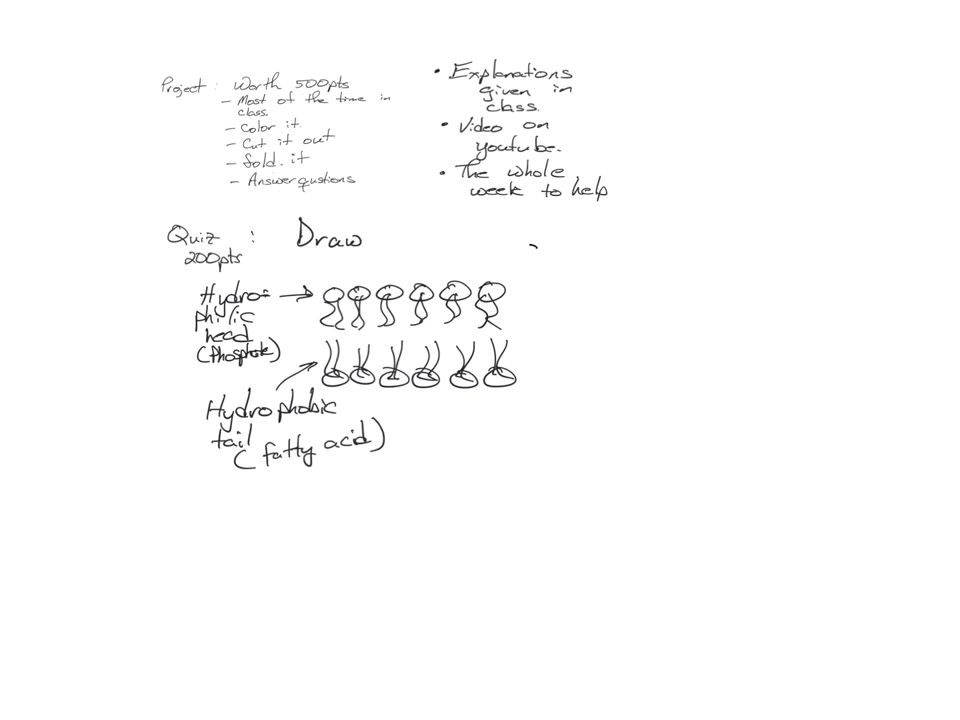 Project : Worth 500pts
- Most of the time in
class.
- Color it.
- Cut it out
- Sold. it
- Answer qustions
• Explanations
given in
class.
• Video on
youtube.
• The whole
week to help
Quiz : Draw
200pts
Hydro-
philic
head
(Phosphate)
Hydrophobic
tail
( fatty acid)